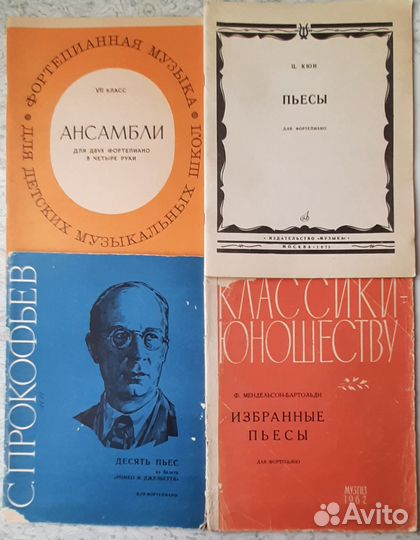 ФОРТЕПИАННАЯ МУЗЫКА
ДЛЯ ДЕТСКИХ МУЗЫКАЛЬНЫХ ШКОЛ
VII КЛАСС
АНСАМБЛИ
ДЛЯ ДВУХ ФОРТЕПИАНО
В ЧЕТЫРЕ РУКИ
Ц. КЮИ
ПЬЕСЫ
ДЛЯ ФОРТЕПИАНО
ИЗДАТЕЛЬСТВО «МУЗЫКА»
МОСКВА • 1971
С. ПРОКОФЬЕВ
ДЕСЯТЬ ПЬЕС
из балета
«РОМЕО И ДЖУЛЬЕТТА»
ДЛЯ ФОРТЕПИАНО
КЛАССИКИ-
ЮНОШЕСТВУ
Ф. МЕНДЕЛЬСОН-БАРТОЛЬДИ
ИЗБРАННЫЕ
ПЬЕСЫ
ДЛЯ ФОРТЕПИАНО
МУЗГИЗ
1962
Avito